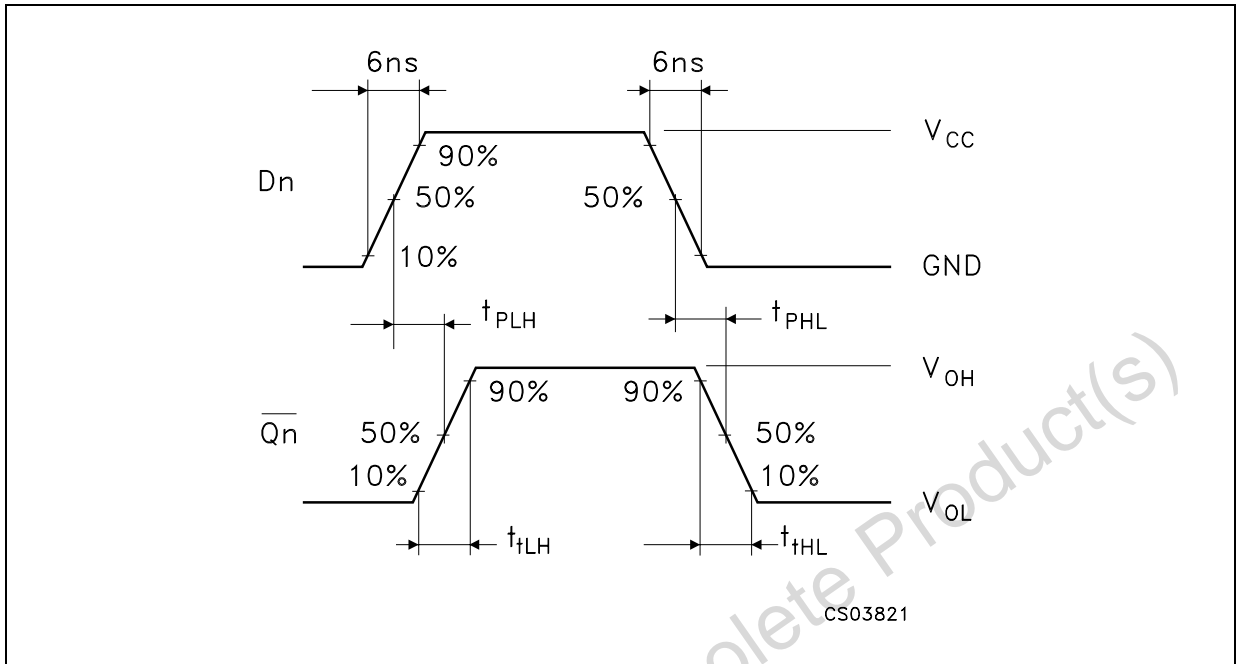 6ns 6ns
V CC
90%
Dn
50% 50%
10%
GND
t PLH t PHL
V OH
90% 90%
Qn
50% 50%
10% 10%
V OL
t tLH t tHL
CS03821
olete Product(s)